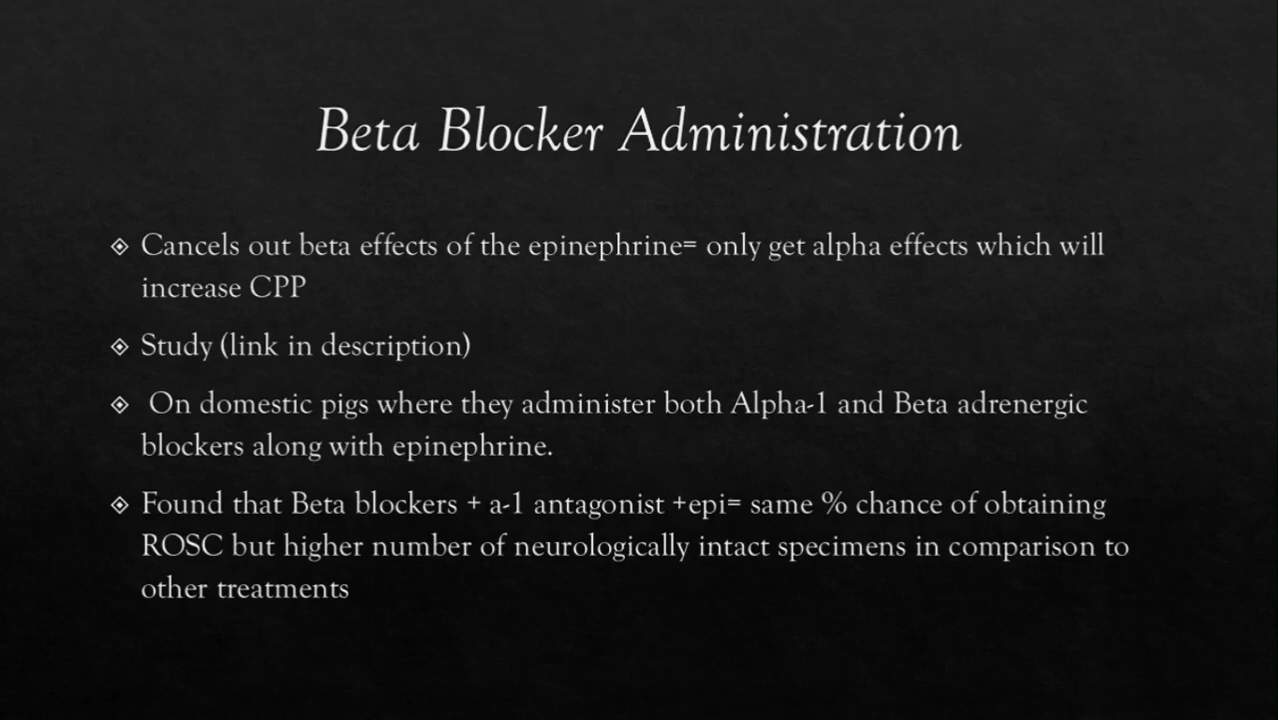 Beta Blocker Administration
Cancels out beta effects of the epinephrine= only get alpha effects which will
increase CPP
Study (link in description)
On domestic pigs where they administer both Alpha-1 and Beta adrenergic
blockers along with epinephrine.
Found that Beta blockers + a-1 antagonist +epi= same % chance of obtaining
ROSC but higher number of neurologically intact specimens in comparison to
other treatments